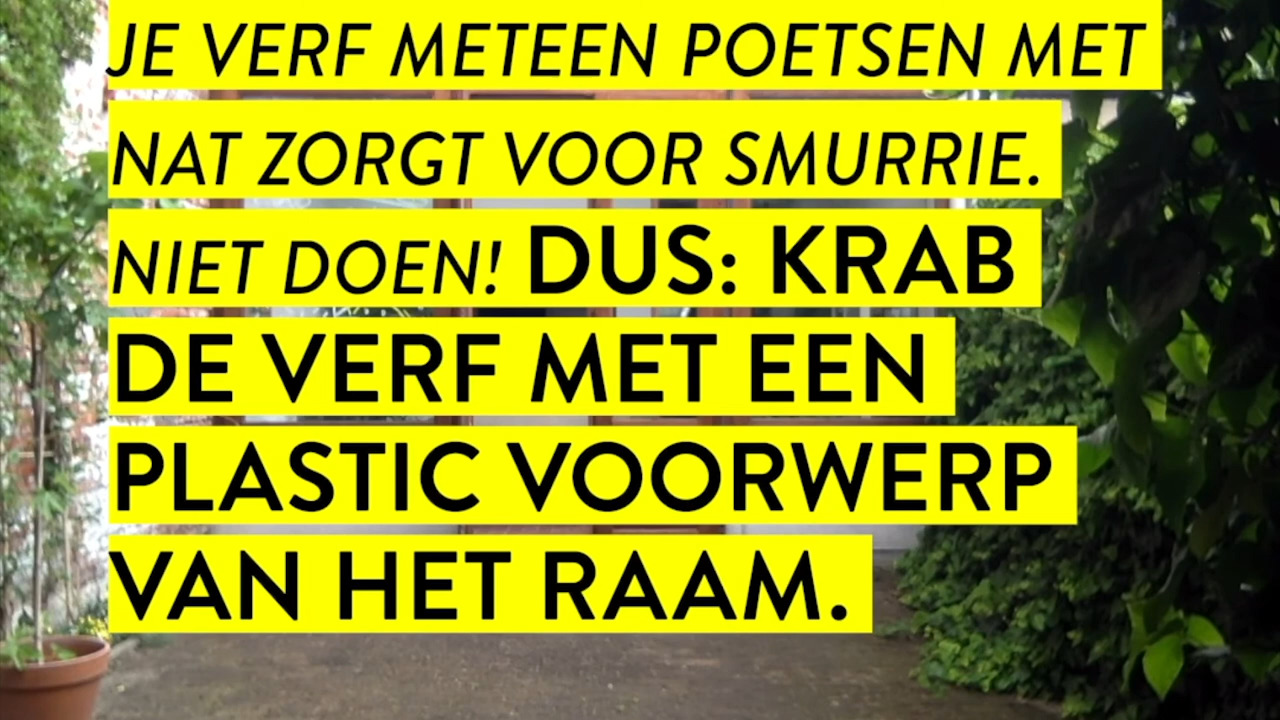 JE VERF METEEN POETSEN MET
NAT ZORGT VOOR SMURRIE.
NIET DOEN! DUS: KRAB
DE VERF MET EEN
PLASTIC VOORWERP
VAN HET RAAM.